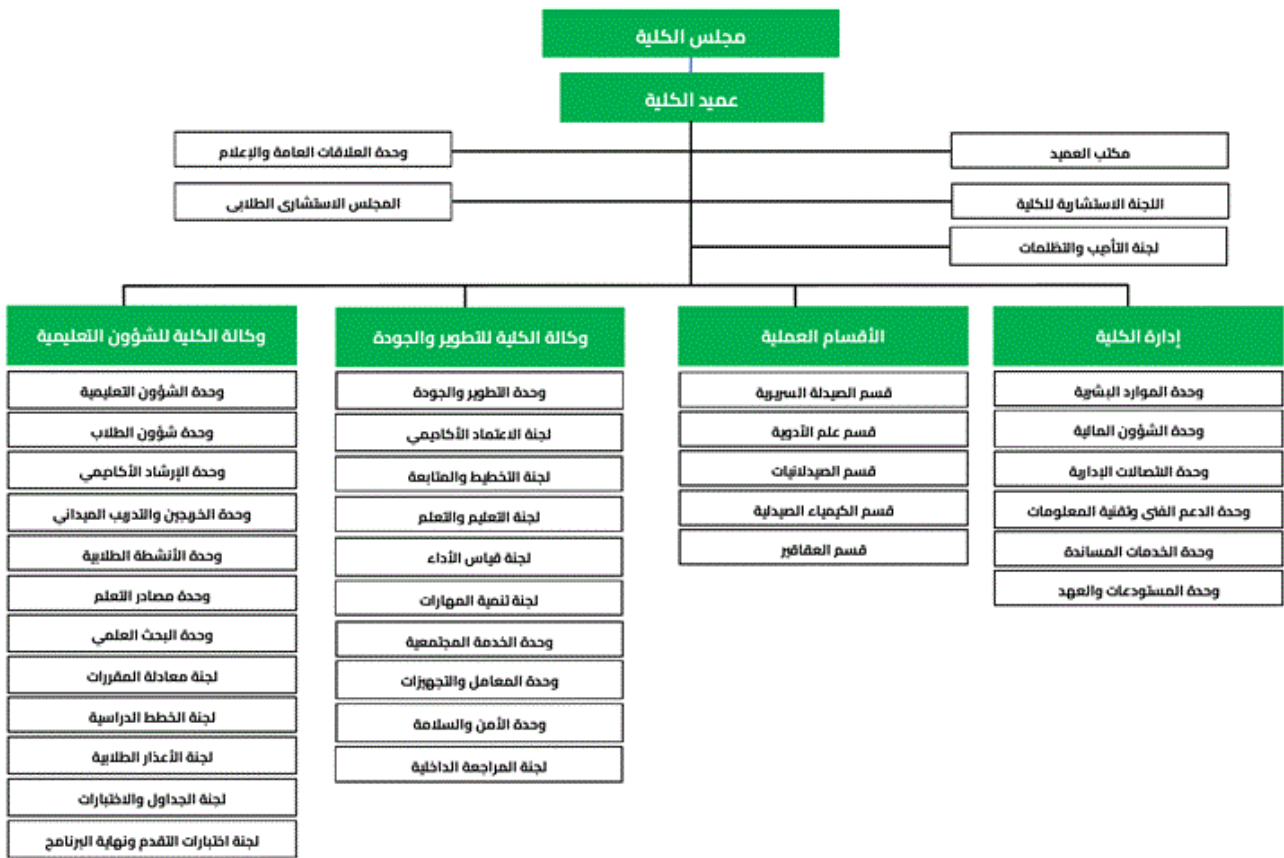 مجلس الكلية
عميد الكلية
مكتب العميد
وحدة العلاقات العامة والإعلام
اللجنة الاستشارية للكلية
المجلس الاستشارى الطلابى
لجنة التأديب والتظلمات
إدارة الكلية
وحدة الموارد البشرية
وحدة الشؤون المالية
وحدة الاتصالات الإدارية
وحدة الدعم الفنى وتقنية المعلومات
وحدة الخدمات المساندة
وحدة المستودعات والعهد
الأقسام العملية
قسم الصيدلة السريرية
قسم علم الأدوية
قسم الصيدلانيات
قسم الكيمياء الصيدلية
قسم العقاقير
وكالة الكلية للتطوير والجودة
وحدة التطوير والجودة
لجنة الاعتماد الأكاديمي
لجنة التخطيط والمتابعة
لجنة التعليم والتعلم
لجنة قياس الأداء
لجنة تنمية المهارات
وحدة الخدمة المجتمعية
وحدة المعامل والتجهيزات
وحدة الأمن والسلامة
لجنة المراجعة الداخلية
وكالة الكلية للشؤون التعليمية
وحدة الشؤون التعليمية
وحدة شؤون الطلاب
وحدة الإرشاد الأكاديمي
وحدة الخريجين والتدريب الميداني
وحدة الأنشطة الطلابية
وحدة مصادر التعلم
وحدة البحث العلمي
لجنة معادلة المقررات
لجنة الخطط الدراسية
لجنة الأعذار الطلابية
لجنة الجداول والاختبارات
لجنة اختبارات التقدم ونهاية البرنامج